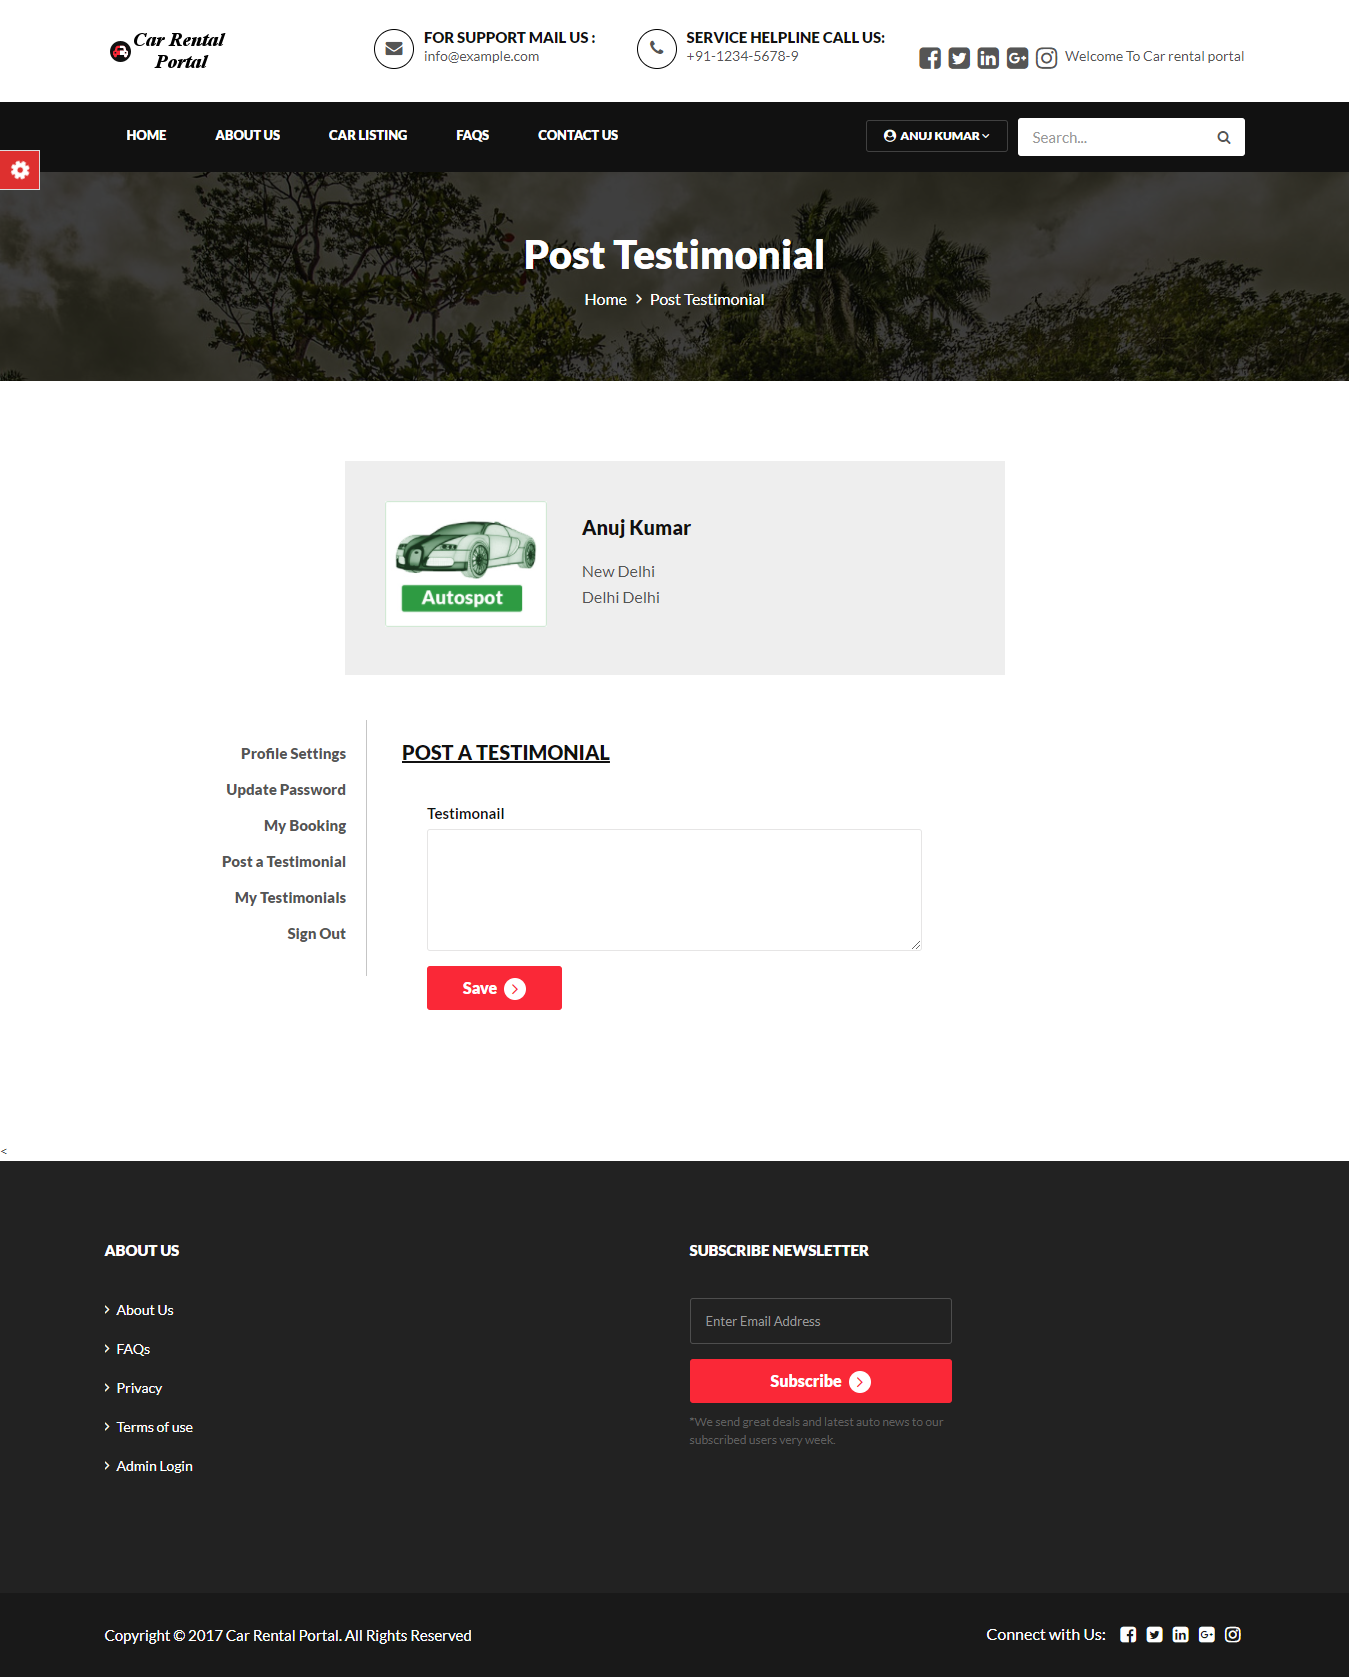 Car Rental
Portal
FOR SUPPORT MAIL US :
info@example.com
SERVICE HELPLINE CALL US:
+91-1234-5678-9
Welcome To Car rental portal
HOME
ABOUT US
CAR LISTING
FAQS
CONTACT US
ANUJ KUMAR
Search...
Post Testimonial
Home > Post Testimonial
Autospot
Anuj Kumar
New Delhi
Delhi Delhi
Profile Settings
Update Password
My Booking
Post a Testimonial
My Testimonials
Sign Out
POST A TESTIMONIAL
Testimonail
Save
<
ABOUT US
About Us
FAQs
Privacy
Terms of use
Admin Login
SUBSCRIBE NEWSLETTER
Enter Email Address
Subscribe
*We send great deals and latest auto news to our
subscribed users very week.
Copyright © 2017 Car Rental Portal. All Rights Reserved
Connect with Us: